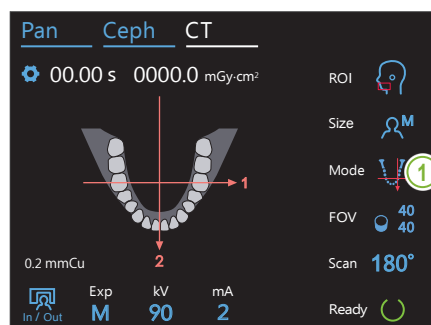 Pan Ceph CT
00.00 s 0000.0 mGy·cm²
ROI
Size M
Mode 1
1
FOV 40
40
2
0.2 mmCu
Scan 180°
Exp kV mA
In / Out M 90 2
Ready